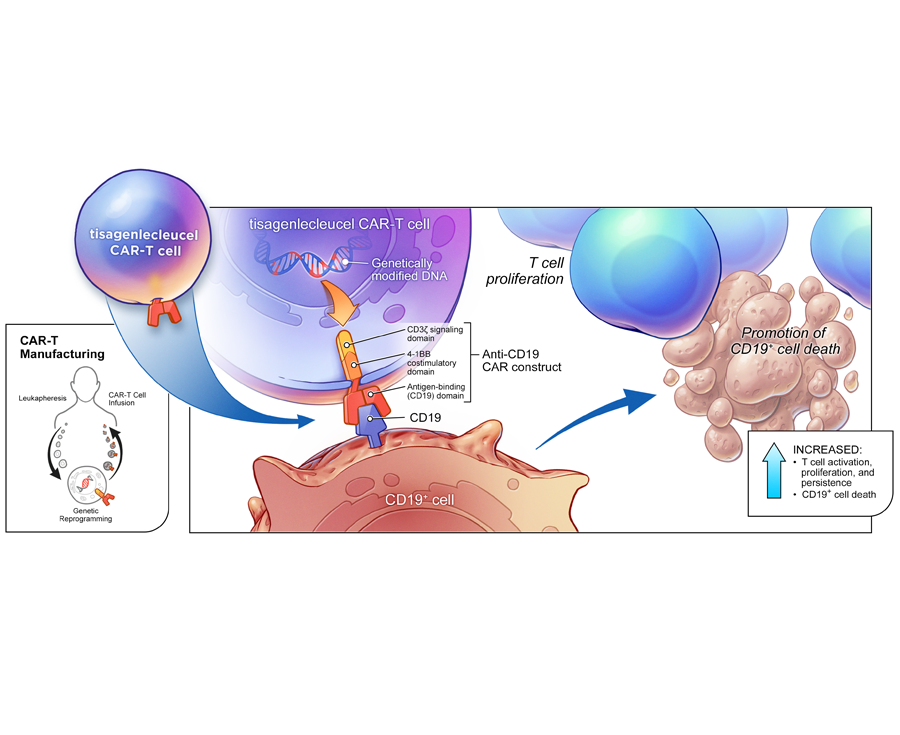 tisagenlecleucel
CAR-T cell
CAR-T
Manufacturing
Leukapheresis
CAR-T Cell
Infusion
Genetic
Reprogramming
tisagenlecleucel CAR-T cell
Genetically
modified DNA
CD3ζ signaling
domain
4-1BB
costimulatory
domain
Antigen-binding
(CD19) domain
Anti-CD19
CAR construct
CD19
CD19⁺ cell
T cell
proliferation
Promotion of
CD19⁺ cell death
INCREASED:
• T cell activation,
proliferation, and
persistence
• CD19⁺ cell death